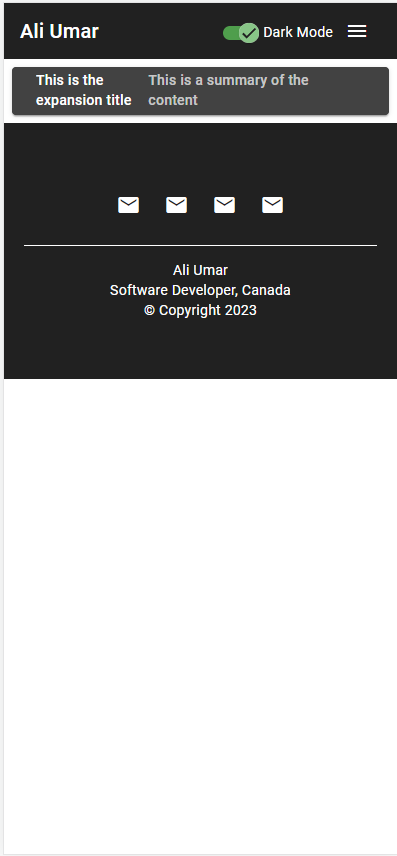 Ali Umar
Dark Mode
This is the
expansion title
This is a summary of the
content
Ali Umar
Software Developer, Canada
© Copyright 2023